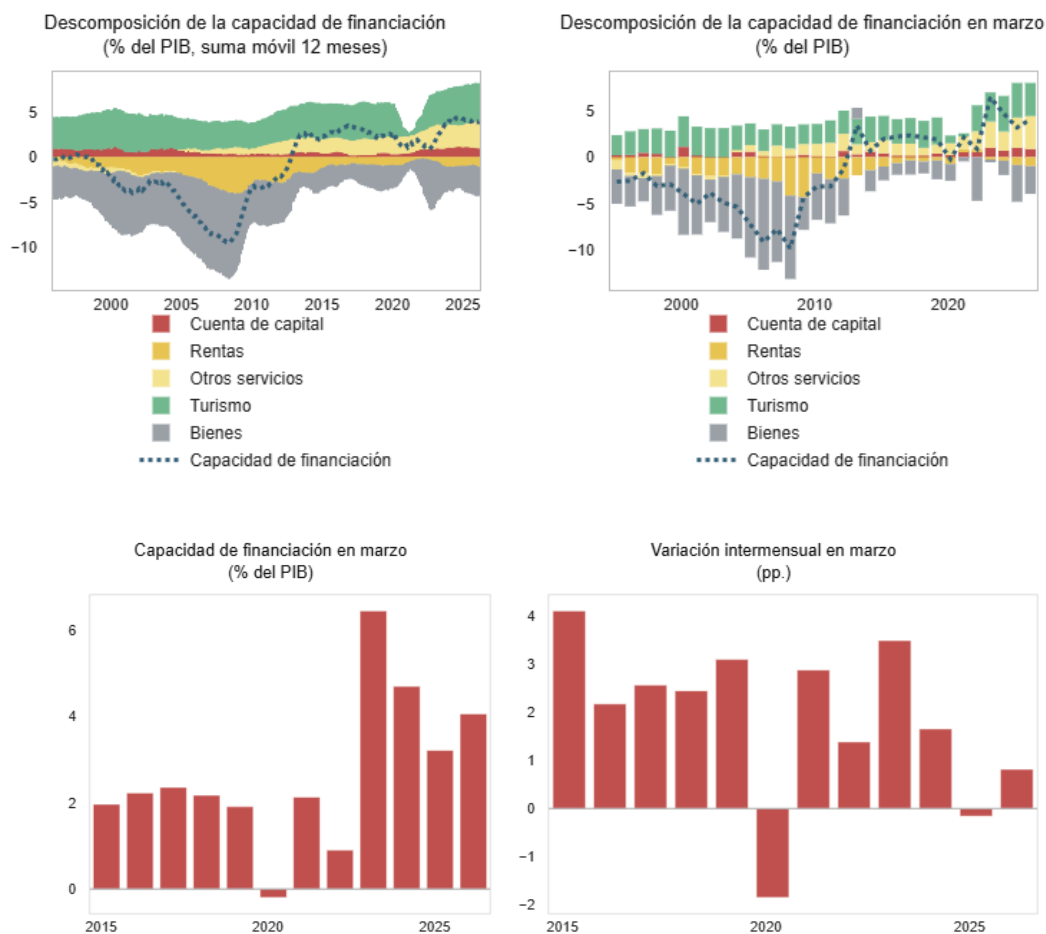 Descomposición de la capacidad de financiación
(% del PIB, suma móvil 12 meses)
5
0
−5
−10
2000 2005 2010 2015 2020 2025
Cuenta de capital
Rentas
Otros servicios
Turismo
Bienes
Capacidad de financiación
Descomposición de la capacidad de financiación en marzo
(% del PIB)
5
0
−5
−10
2000 2010 2020
Cuenta de capital
Rentas
Otros servicios
Turismo
Bienes
Capacidad de financiación
Capacidad de financiación en marzo
(% del PIB)
6
4
2
0
2015 2020 2025
Variación intermensual en marzo
(pp.)
4
3
2
1
0
−1
−2
2015 2020 2025